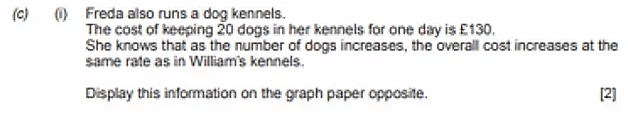 (c) (i) Freda also runs a dog kennels.
The cost of keeping 20 dogs in her kennels for one day is £130.
She knows that as the number of dogs increases, the overall cost increases at the
same rate as in William's kennels.
Display this information on the graph paper opposite. [2]